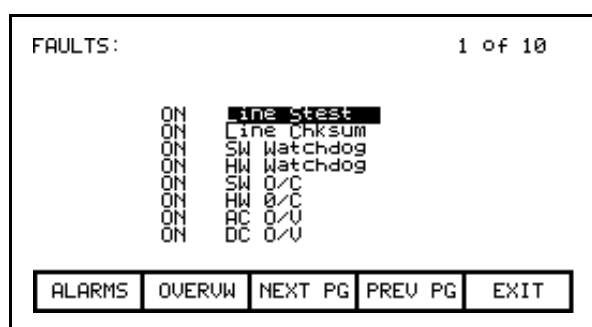 FAULTS: 1 of 10
ON Line Stest
ON Line Chksum
ON SW Watchdog
ON HW Watchdog
ON SW O/C
ON HW O/C
ON AC O/V
ON DC O/V
ALARMS OVERVW NEXT PG PREV PG EXIT